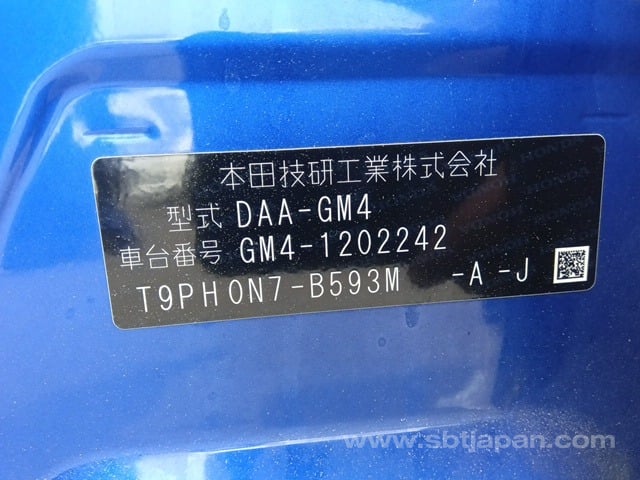 本田技研工業株式会社
型式 DAA-GM4
車台番号 GM4-1202242
T9PH0N7-B593M -A -J
www.sbtjapan.com